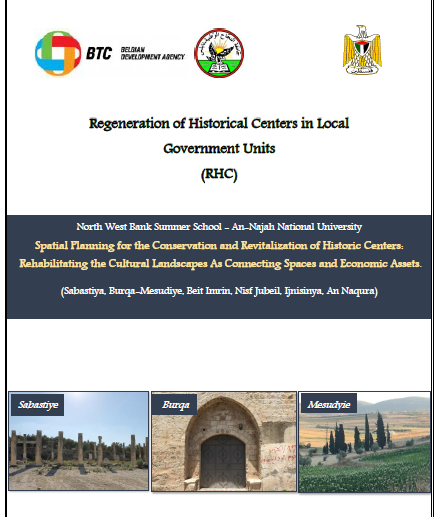 BTC
BELGIAN
DEVELOPMENT AGENCY
Regeneration of Historical Centers in Local
Government Units
(RHC)
North West Bank Summer School – An-Najah National University
Spatial Planning for the Conservation and Revitalization of Historic Centers:
Rehabilitating the Cultural Landscapes As Connecting Spaces and Economic Assets.
(Sabastiya, Burqa-Mesudiye, Beit Imrin, Nisf Jubeil, Ijnisinya, An Naqura)
Sabastiye
Burqa
Mesudyie